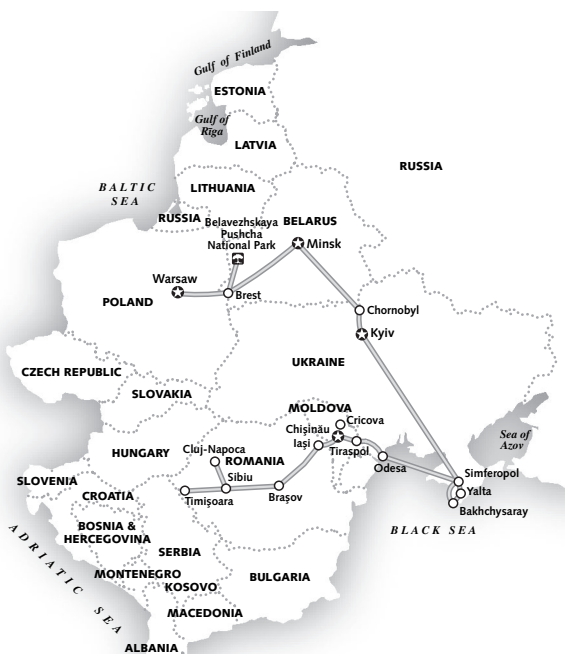 Gulf of Finland
ESTONIA
Gulf of
Rīga
LATVIA
RUSSIA
LITHUANIA
BALTIC
SEA
RUSSIA
Belavezhskaya
Pushcha
National Park
BELARUS
Minsk
Warsaw
Brest
POLAND
Chornobyl
Kyiv
UKRAINE
CZECH REPUBLIC
SLOVAKIA
MOLDOVA
Cricova
Chişinău
Iaşi
Tiraspol
Sea of
Azov
HUNGARY
Cluj-Napoca
ROMANIA
Odesa
Simferopol
SLOVENIA
Sibiu
Yalta
CROATIA
Timişoara
Braşov
Bakhchysaray
BOSNIA &
HERCEGOVINA
BLACK SEA
ADRIATIC SEA
SERBIA
MONTENEGRO
KOSOVO
BULGARIA
MACEDONIA
ALBANIA